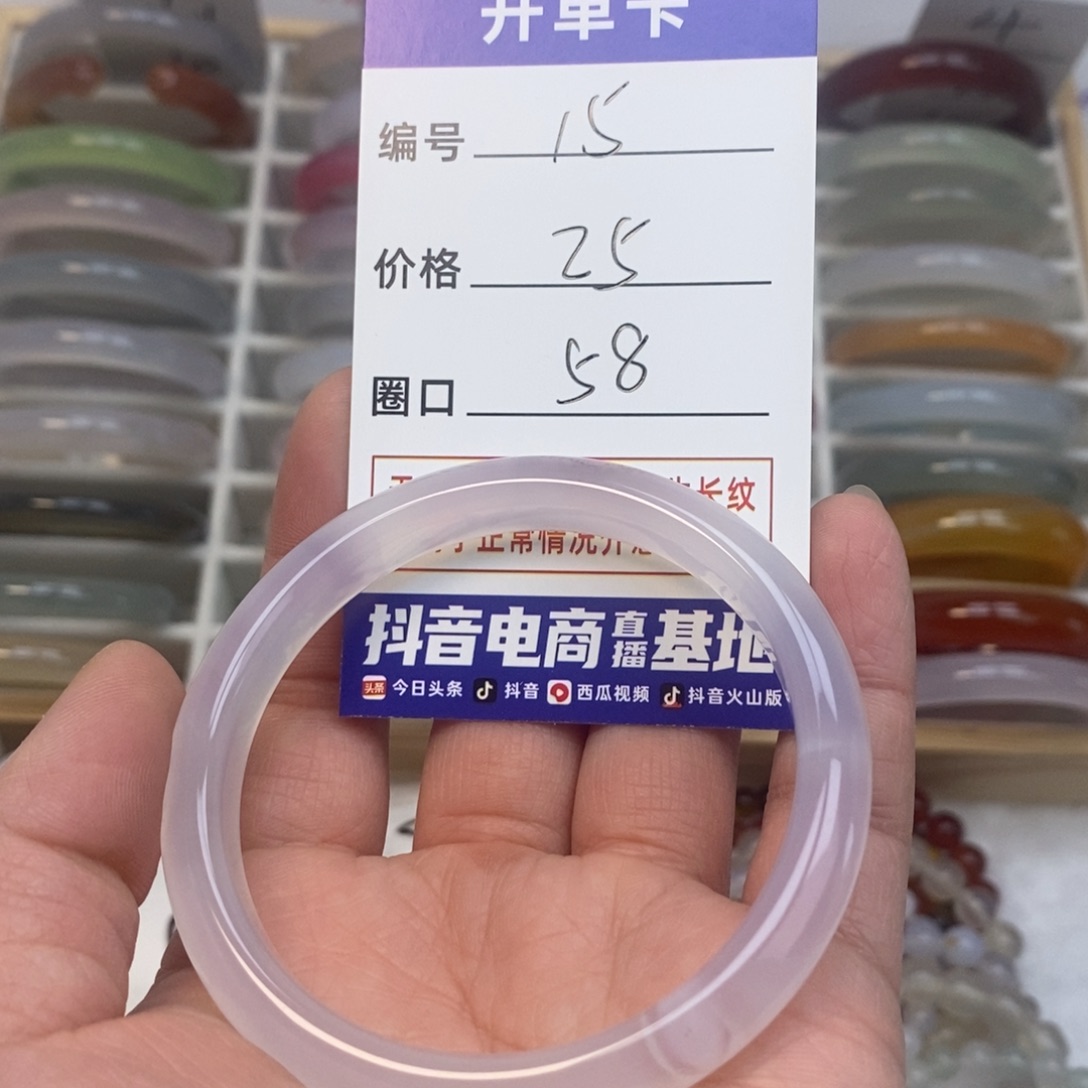 开单卡
编号 15
价格 25
圈口 58
长纹
正常情况介意
抖音电商直播基地
头条 今日头条 抖音 西瓜视频 抖音火山版